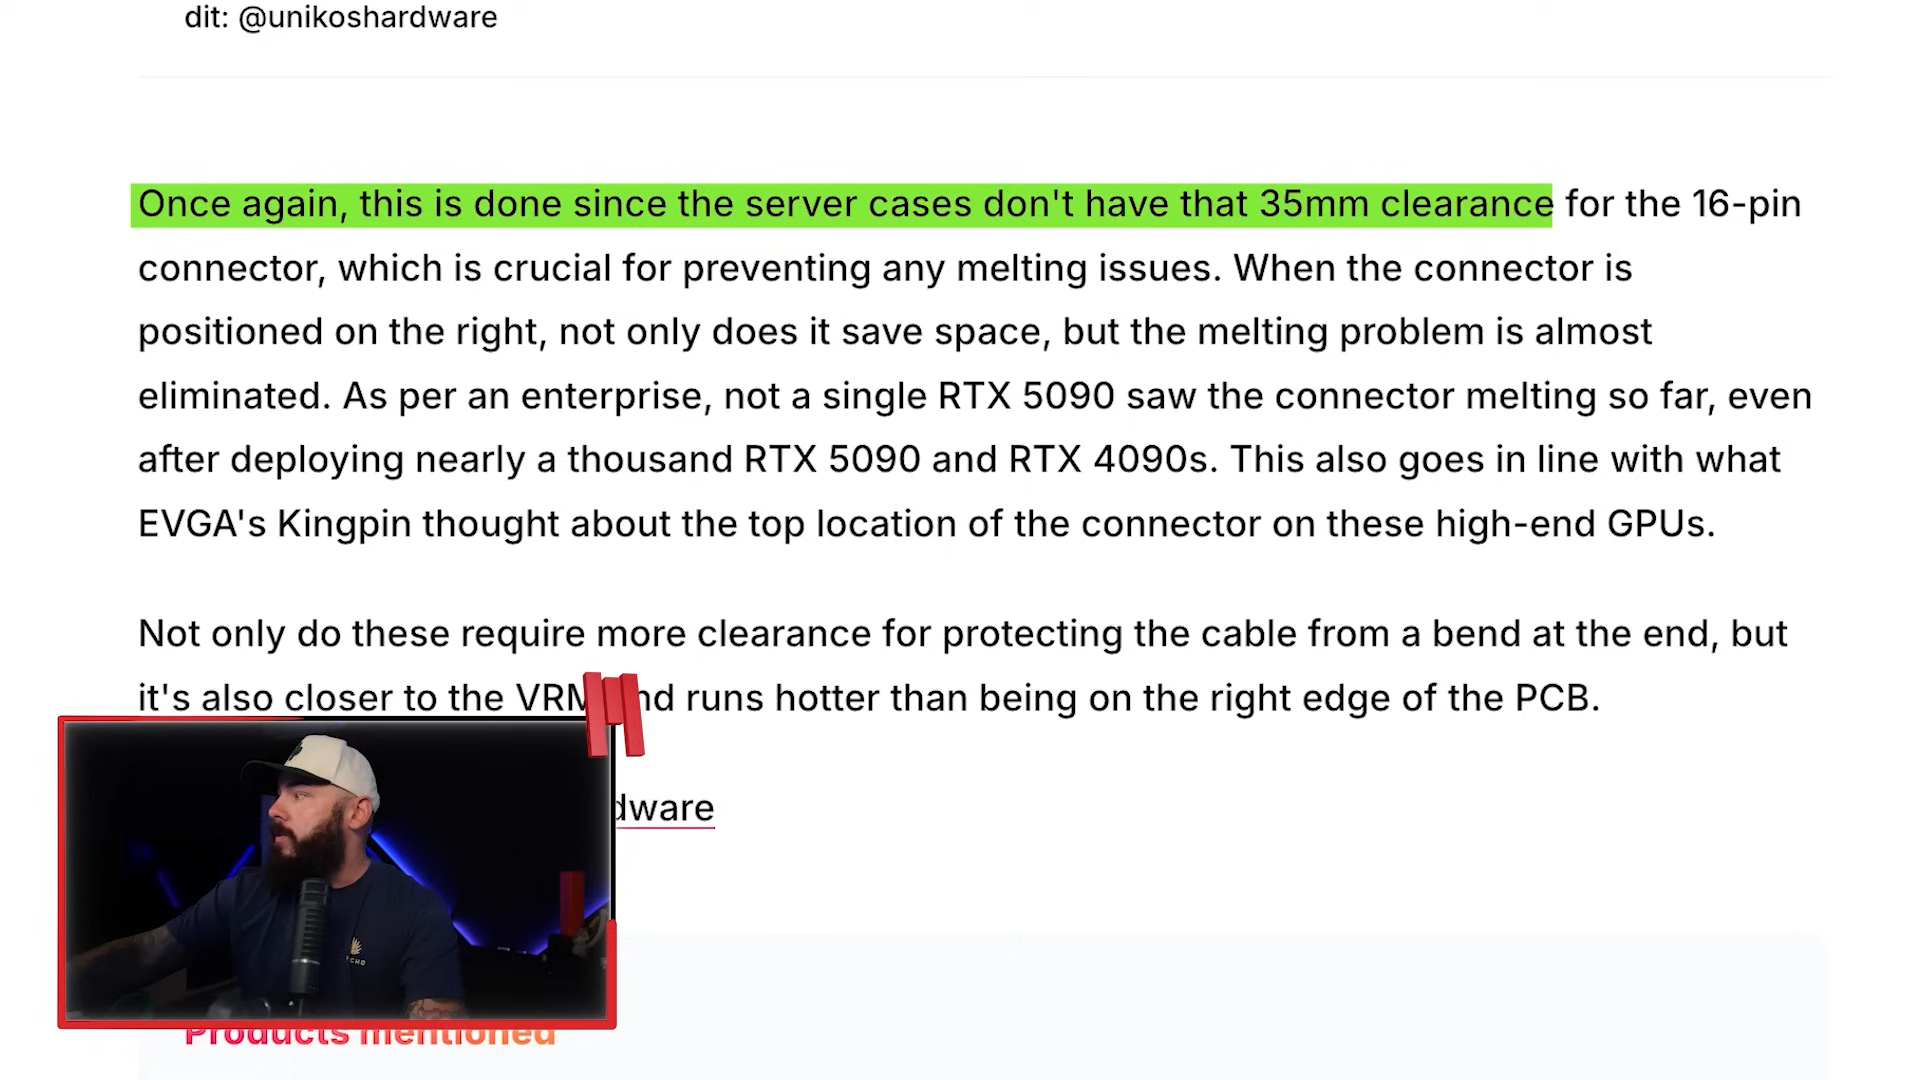 dit: @unikoshardware
Once again, this is done since the server cases don't have that 35mm clearance for the 16-pin
connector, which is crucial for preventing any melting issues. When the connector is
positioned on the right, not only does it save space, but the melting problem is almost
eliminated. As per an enterprise, not a single RTX 5090 saw the connector melting so far, even
after deploying nearly a thousand RTX 5090 and RTX 4090s. This also goes in line with what
EVGA's Kingpin thought about the top location of the connector on these high-end GPUs.
Not only do these require more clearance for protecting the cable from a bend at the end, but
it's also closer to the VRM nd runs hotter than being on the right edge of the PCB.
dware
Products mentioned